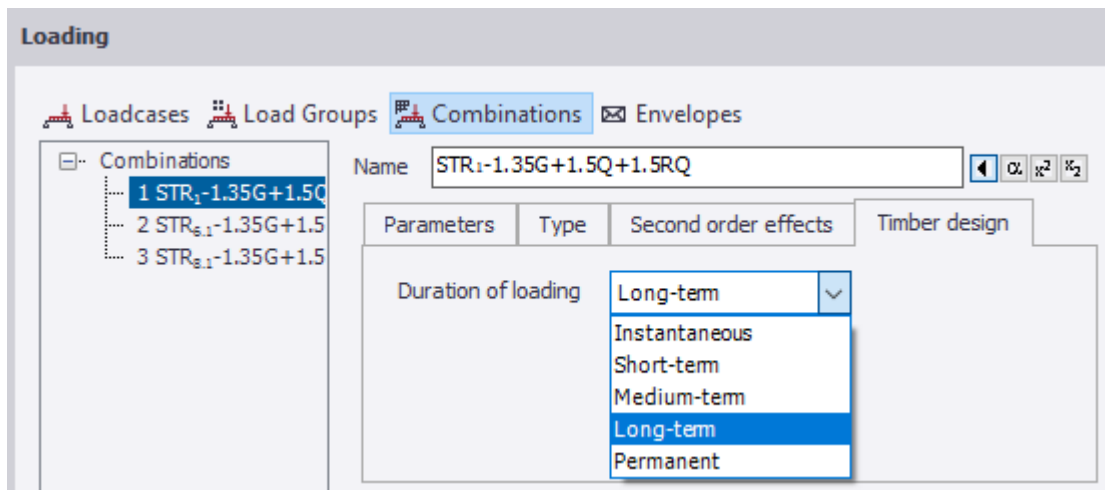 Loading
Loadcases Load Groups Combinations Envelopes
Combinations
1 STR₁-1.35G+1.5Q
2 STR₆.₁-1.35G+1.5
3 STR₈.₁-1.35G+1.5
Name STR₁-1.35G+1.5Q+1.5RQ α x² x₂
Parameters Type Second order effects Timber design
Duration of loading Long-term
Instantaneous
Short-term
Medium-term
Long-term
Permanent